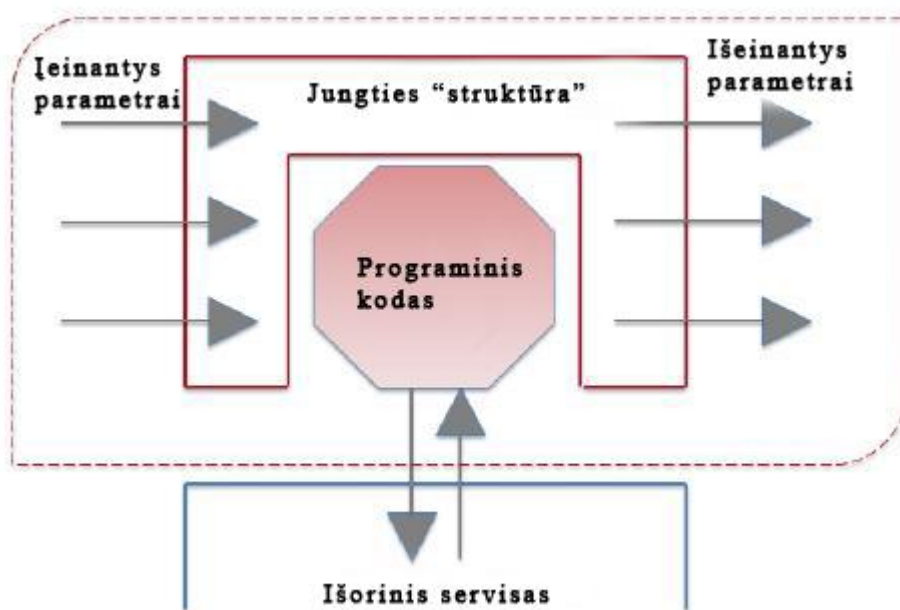 Įeinantys
parametrai
Jungties “struktūra”
Išeinantys
parametrai
Programinis
kodas
Išorinis servisas